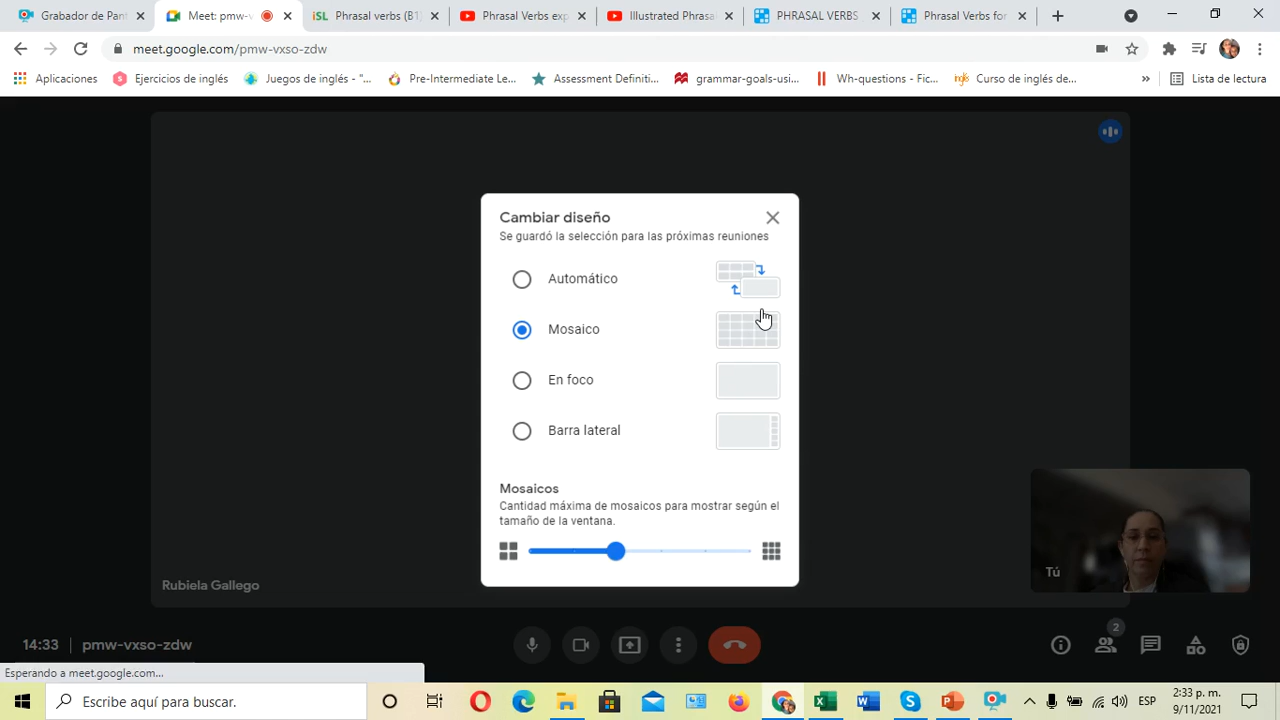 Grabador de Pant
Meet: pmw-v
Phrasal verbs (B1)
Phrasal Verbs exp
Illustrated Phrasal
PHRASAL VERBS
Phrasal Verbs for
meet.google.com/pmw-vxso-zdw
Aplicaciones
Ejercicios de inglés
Juegos de inglés - "...
Pre-Intermediate Le...
Assessment Definiti...
grammar-goals-usi...
Wh-questions - Fic...
Curso de inglés de...
»
Lista de lectura
Cambiar diseño
Se guardó la selección para las próximas reuniones
Automático
Mosaico
En foco
Barra lateral
Mosaicos
Cantidad máxima de mosaicos para mostrar según el
tamaño de la ventana.
Rubiela Gallego
Tú
14:33 | pmw-vxso-zdw
2
Esperando a meet.google.com...
Escribe aquí para buscar.
ESP
2:33 p. m.
9/11/2021